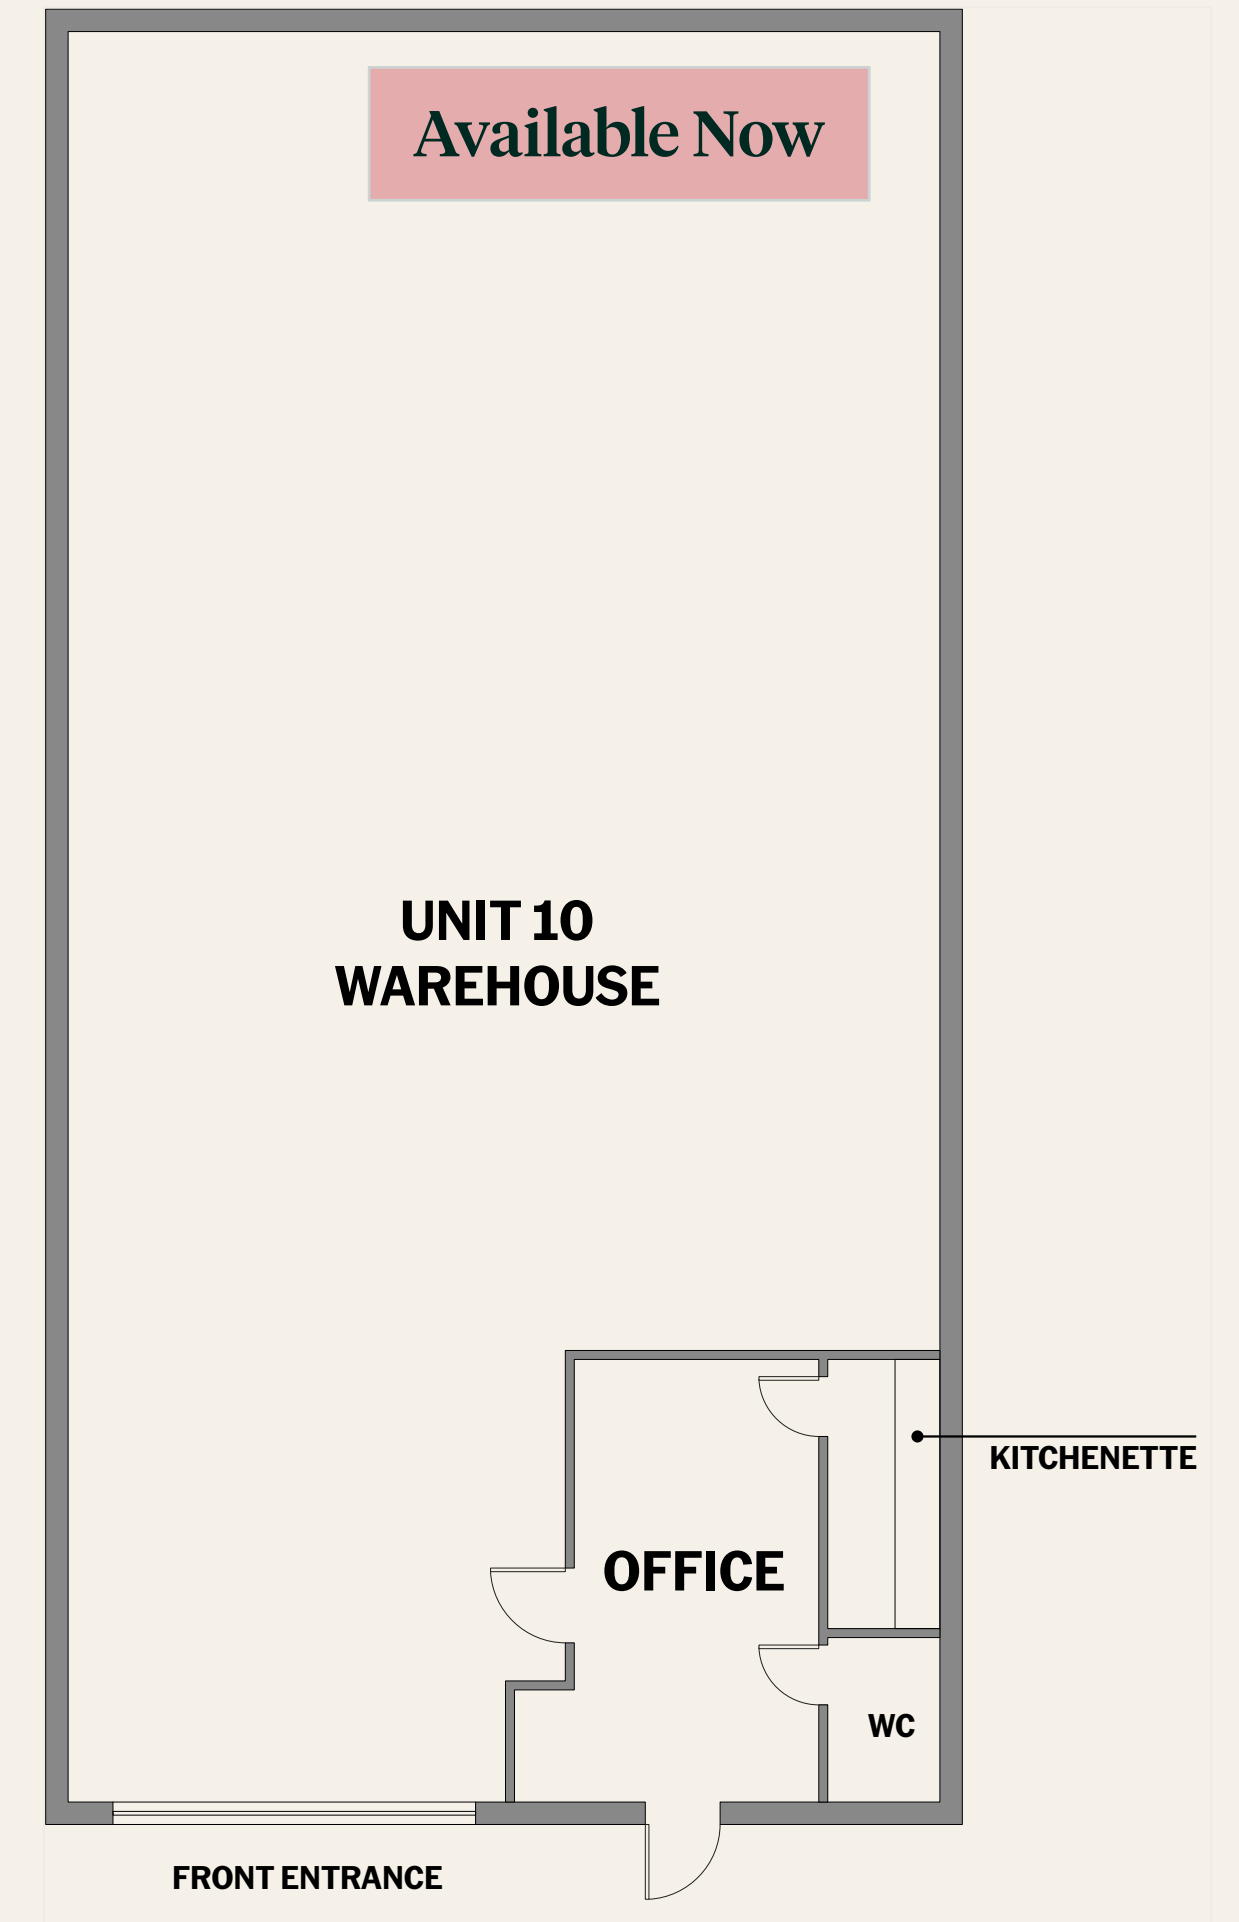 Available Now
UNIT 10
WAREHOUSE
KITCHENETTE
OFFICE
WC
FRONT ENTRANCE